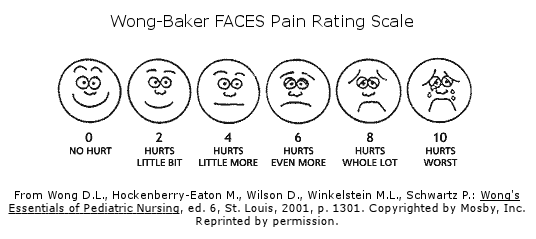 Wong-Baker FACES Pain Rating Scale
0 2 4 6 8 10
NO HURT HURTS HURTS HURTS HURTS HURTS
LITTLE BIT LITTLE MORE EVEN MORE WHOLE LOT WORST
From Wong D.L., Hockenberry-Eaton M., Wilson D., Winkelstein M.L., Schwartz P.: Wong's
Essentials of Pediatric Nursing, ed. 6, St. Louis, 2001, p. 1301. Copyrighted by Mosby, Inc.
Reprinted by permission.